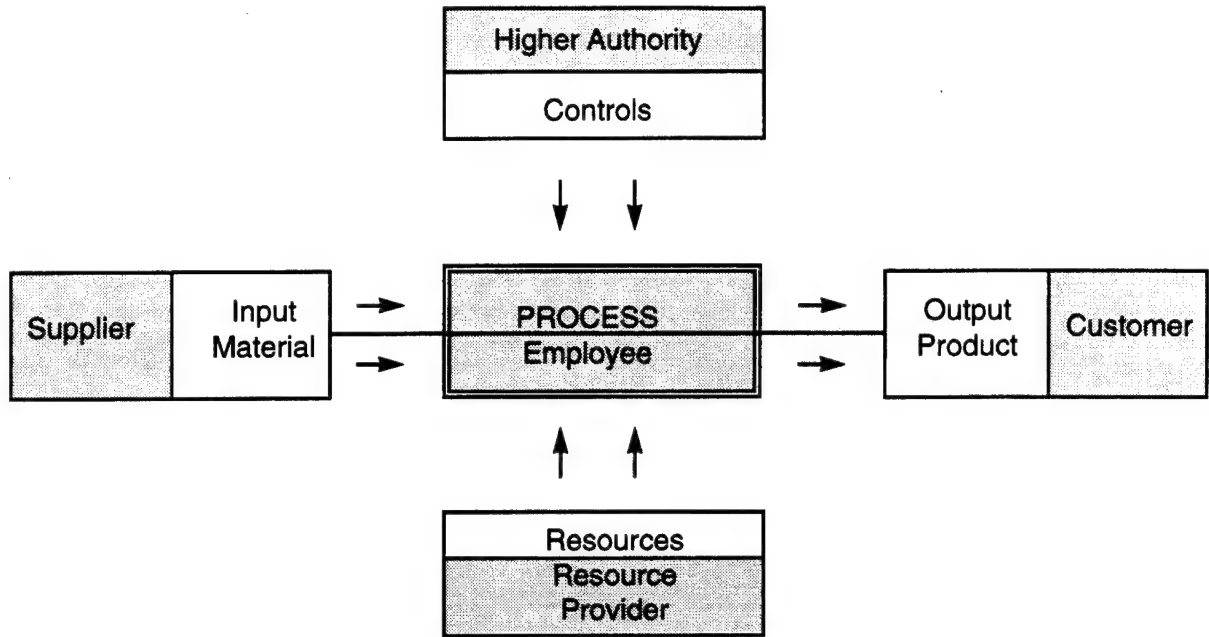 Higher Authority
Controls
Supplier
Input
Material
PROCESS
Employee
Output
Product
Customer
Resources
Resource
Provider